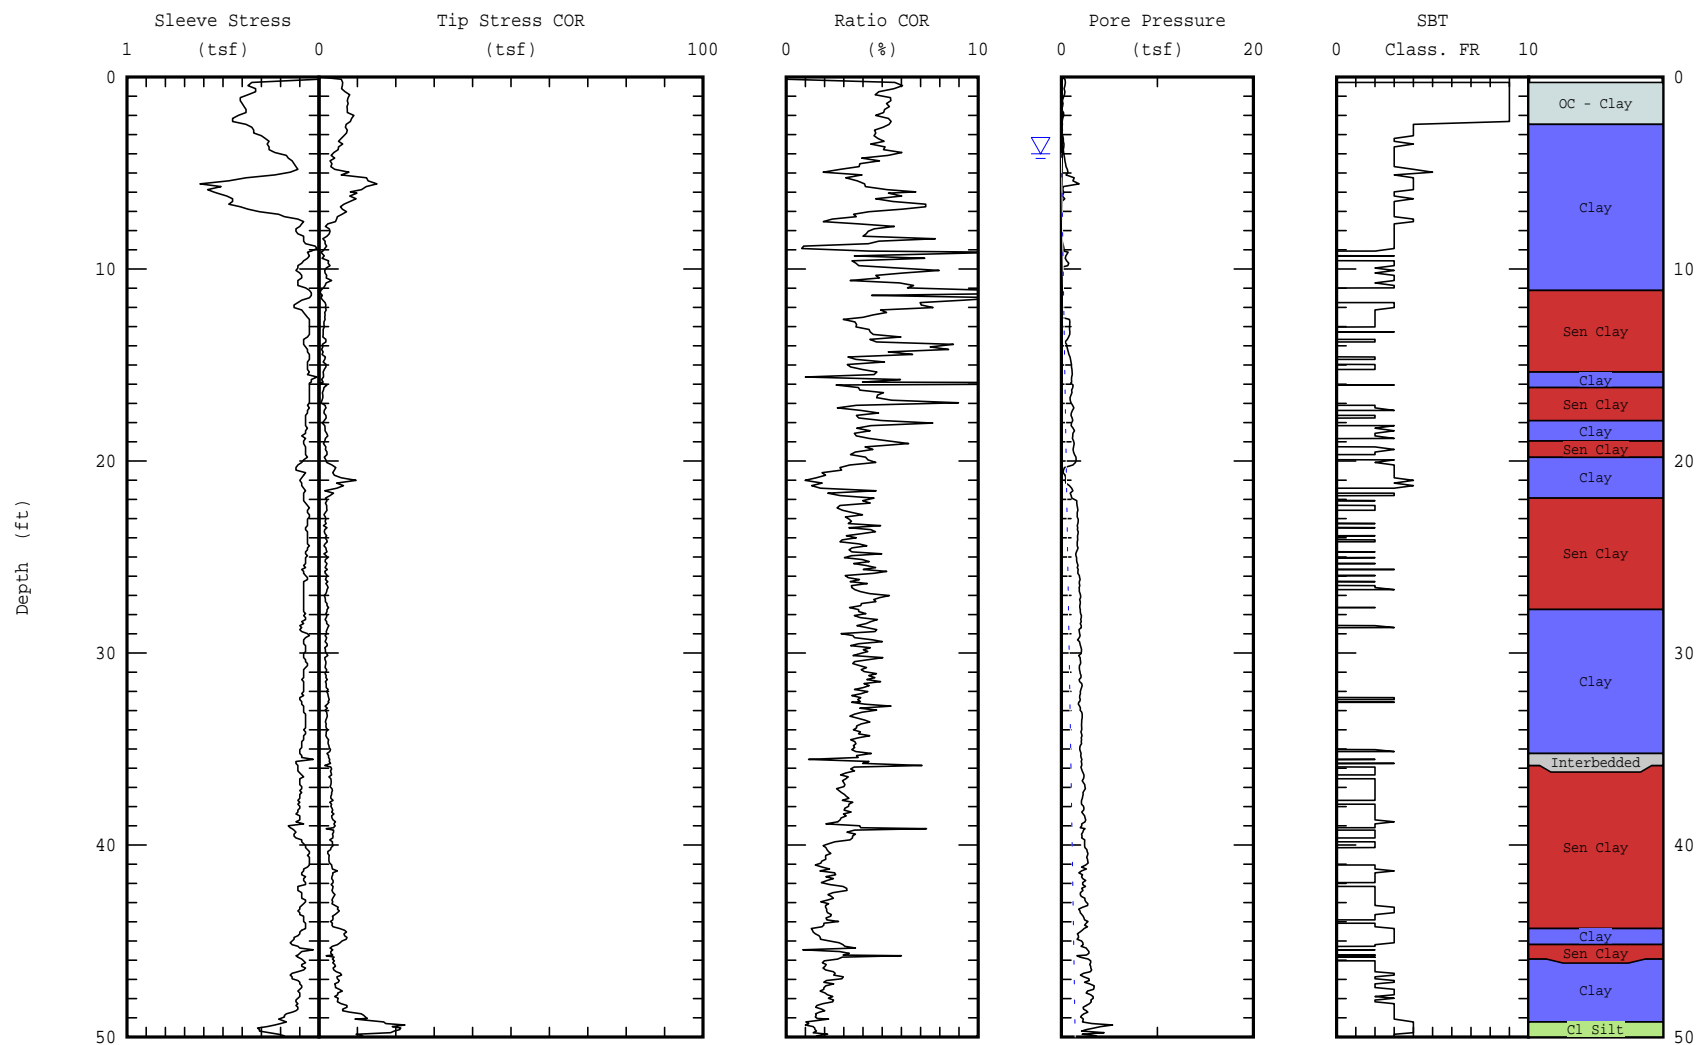 Sleeve Stress Tip Stress COR Ratio COR Pore Pressure SBT
(tsf) (tsf) (%) (tsf) Class. FR
1 0 100 0 10 0 20 0 10
0 0
OC - Clay
Clay
10 10
Sen Clay
Clay
Sen Clay
Clay
Sen Clay
20 20
Clay
Sen Clay
Depth (ft)
30 30
Clay
Interbedded
40 40
Sen Clay
Clay
Sen Clay
Clay
Cl Silt
50 50